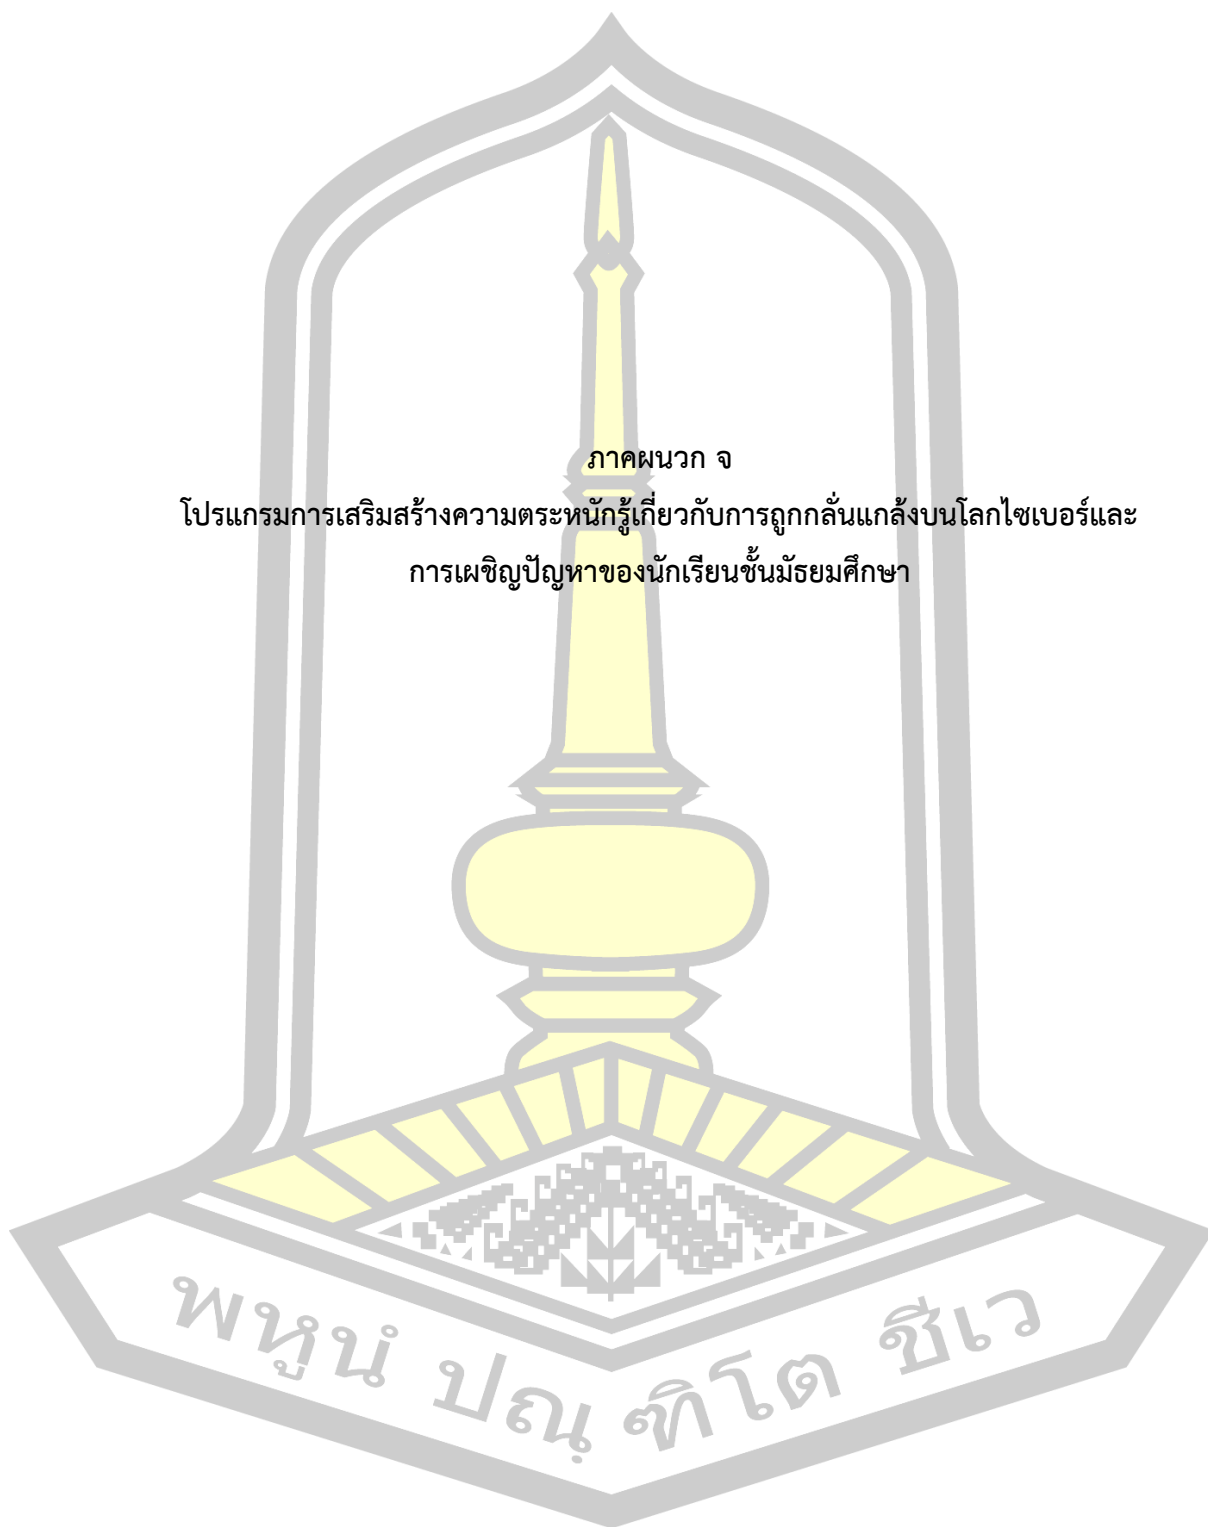 ภาคผนวก จ
โปรแกรมการเสริมสร้างความตระหนักรู้เกี่ยวกับการถูกกลั่นแกล้งบนโลกไซเบอร์และ
การเผชิญปัญหาของนักเรียนชั้นมัธยมศึกษา
พหูนํ ปณฺฑิโต ชีเว